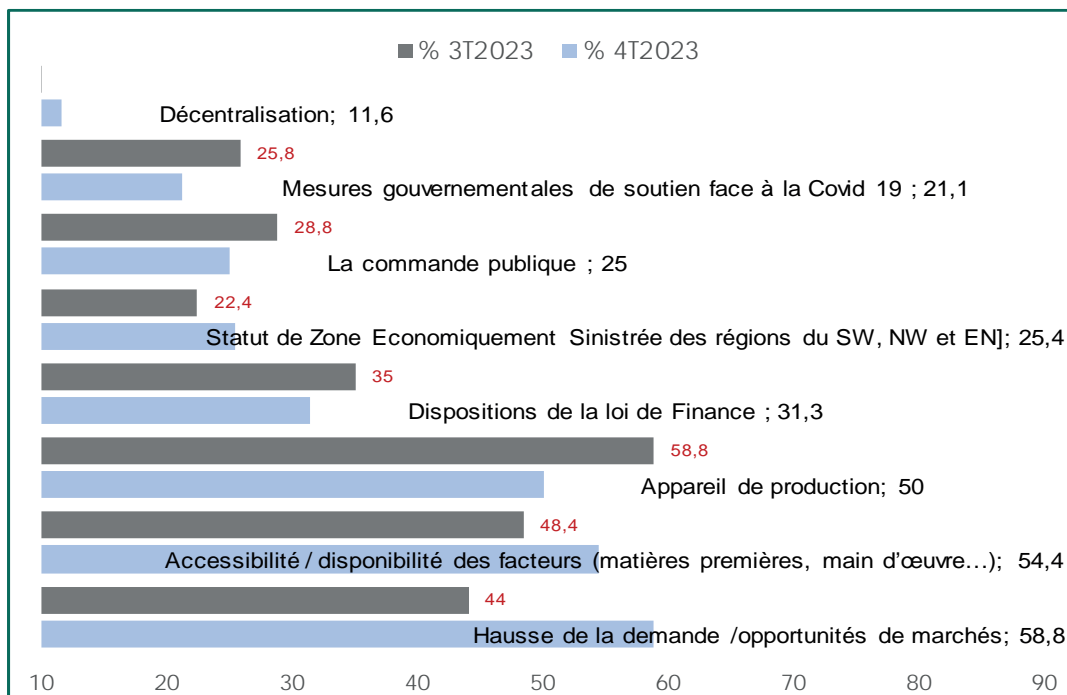 % 3T2023 % 4T2023
Décentralisation; 11,6
25,8
Mesures gouvernementales de soutien face à la Covid 19 ; 21,1
28,8
La commande publique ; 25
22,4
Statut de Zone Economiquement Sinistrée des régions du SW, NW et EN]; 25,4
35
Dispositions de la loi de Finance ; 31,3
58,8
Appareil de production; 50
48,4
Accessibilité / disponibilité des facteurs (matières premières, main d'œuvre…); 54,4
44
Hausse de la demande /opportunités de marchés; 58,8
10 20 30 40 50 60 70 80 90